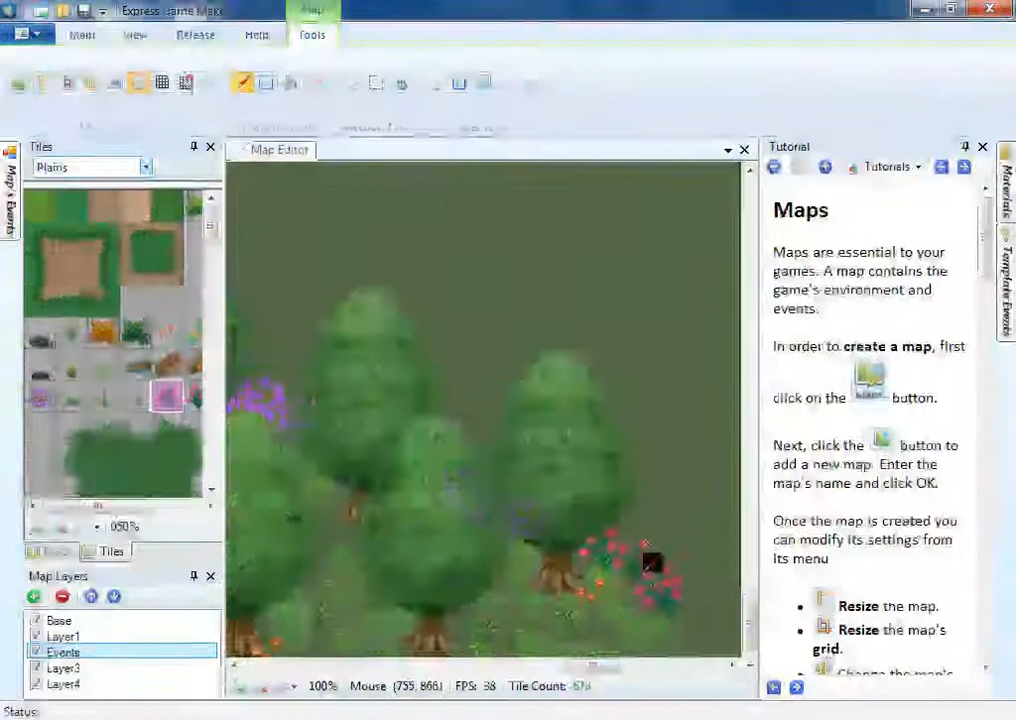 Express Game Make
Map
Main
View
Release
Help
Tools
Tiles
Map Editor
Tutorial
Plains
Tutorials
Map's Events
Materials
Template Events
Maps
Maps are essential to your
games. A map contains the
game's environment and
events.
In order to create a map, first
click on the button.
Next, click the button to
add a new map. Enter the
map's name and click OK.
Once the map is created you
can modify its settings from
its menu
Resize the map.
Resize the map's
grid.
Change the map's
050%
Tiles
Map Layers
Base
Layer1
Events
Layer3
Layer4
100% Mouse (755, 866) FPS: 38 Tile Count:
Status: